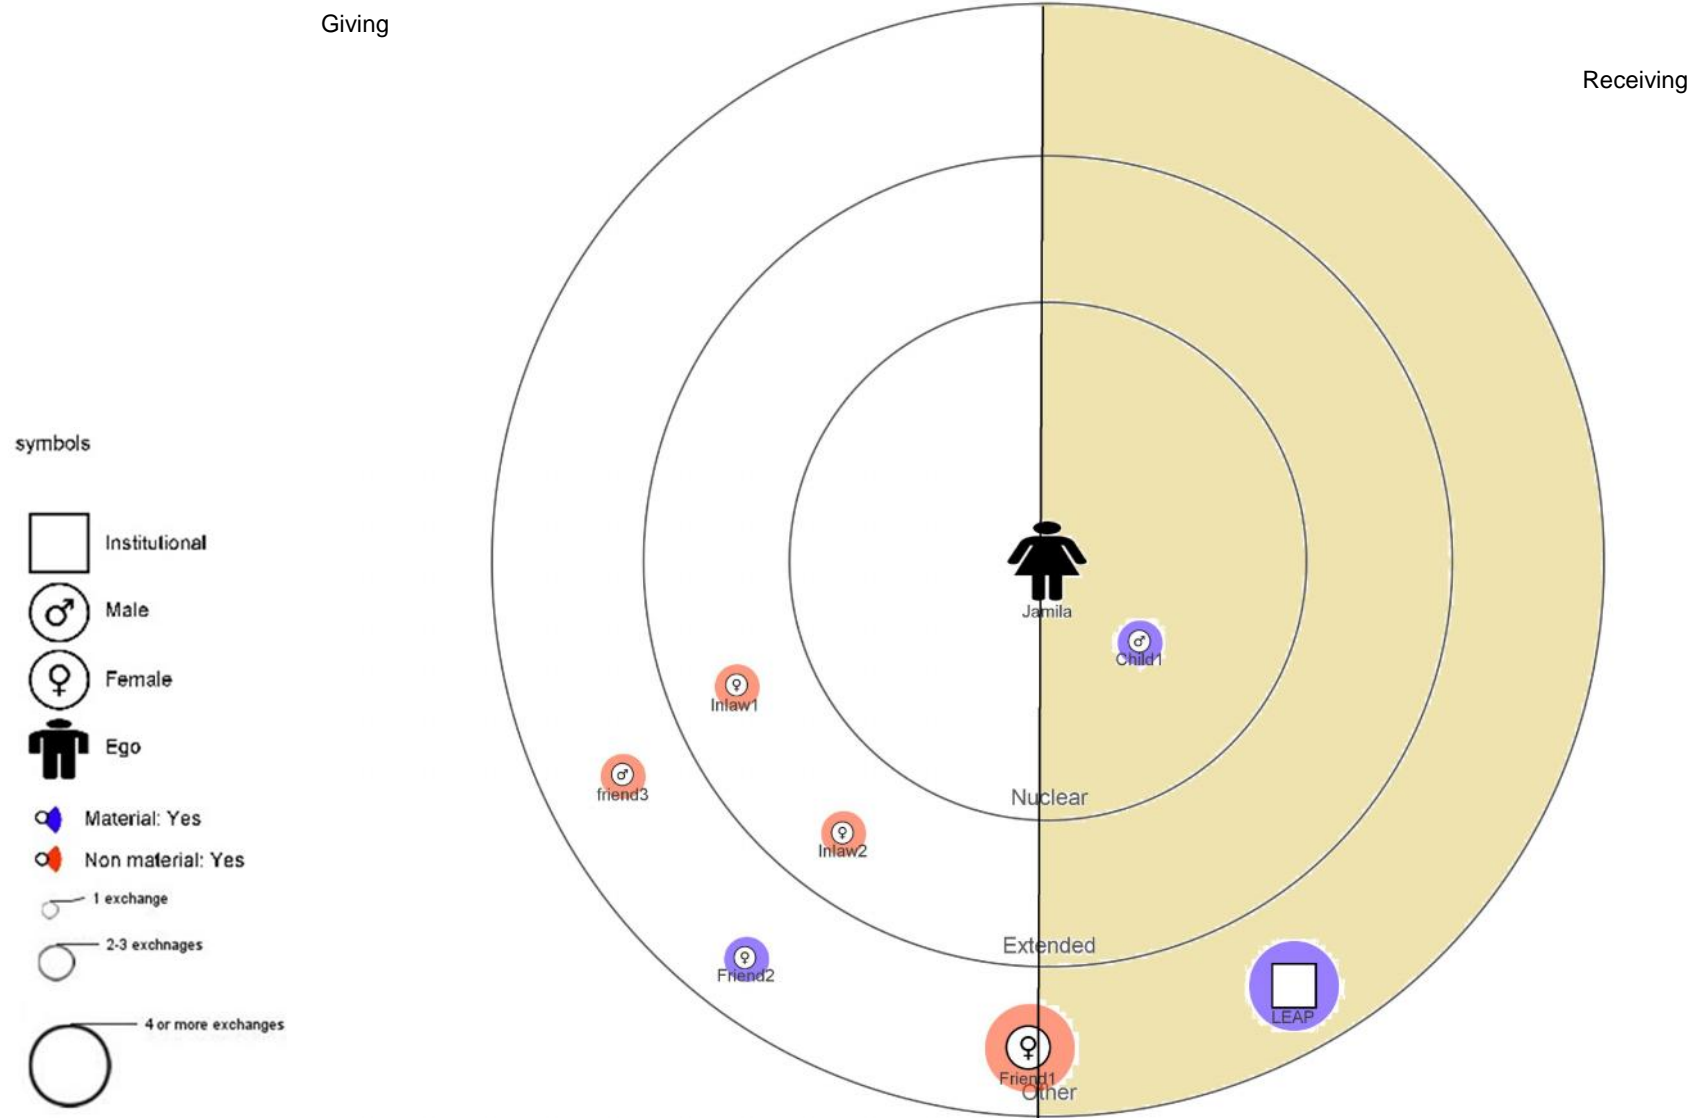 Giving
Receiving
symbols
Institutional
Male
Female
Ego
Material: Yes
Non material: Yes
1 exchange
2-3 exchnages
4 or more exchanges
Jamila
Child1
Inlaw1
friend3
Nuclear
Inlaw2
Extended
Friend2
LEAP
Friend1
Other